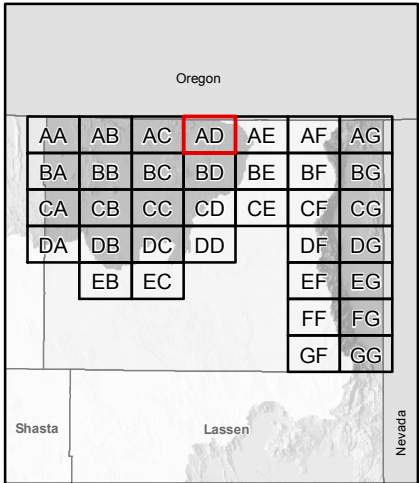 Oregon
AA AB AC AD AE AF AG
BA BB BC BD BE BF BG
CA CB CC CD CE CF CG
DA DB DC DD DF DG
EB EC EF EG
FF FG
GF GG
Shasta Lassen Nevada